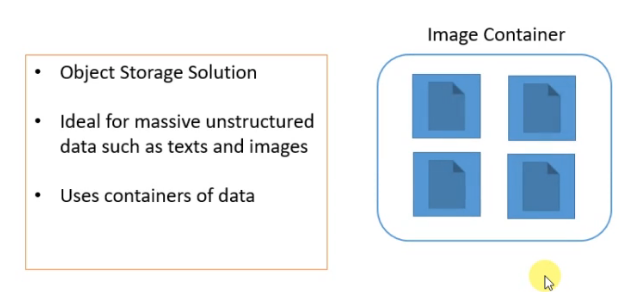 Image Container
• Object Storage Solution
• Ideal for massive unstructured
data such as texts and images
• Uses containers of data